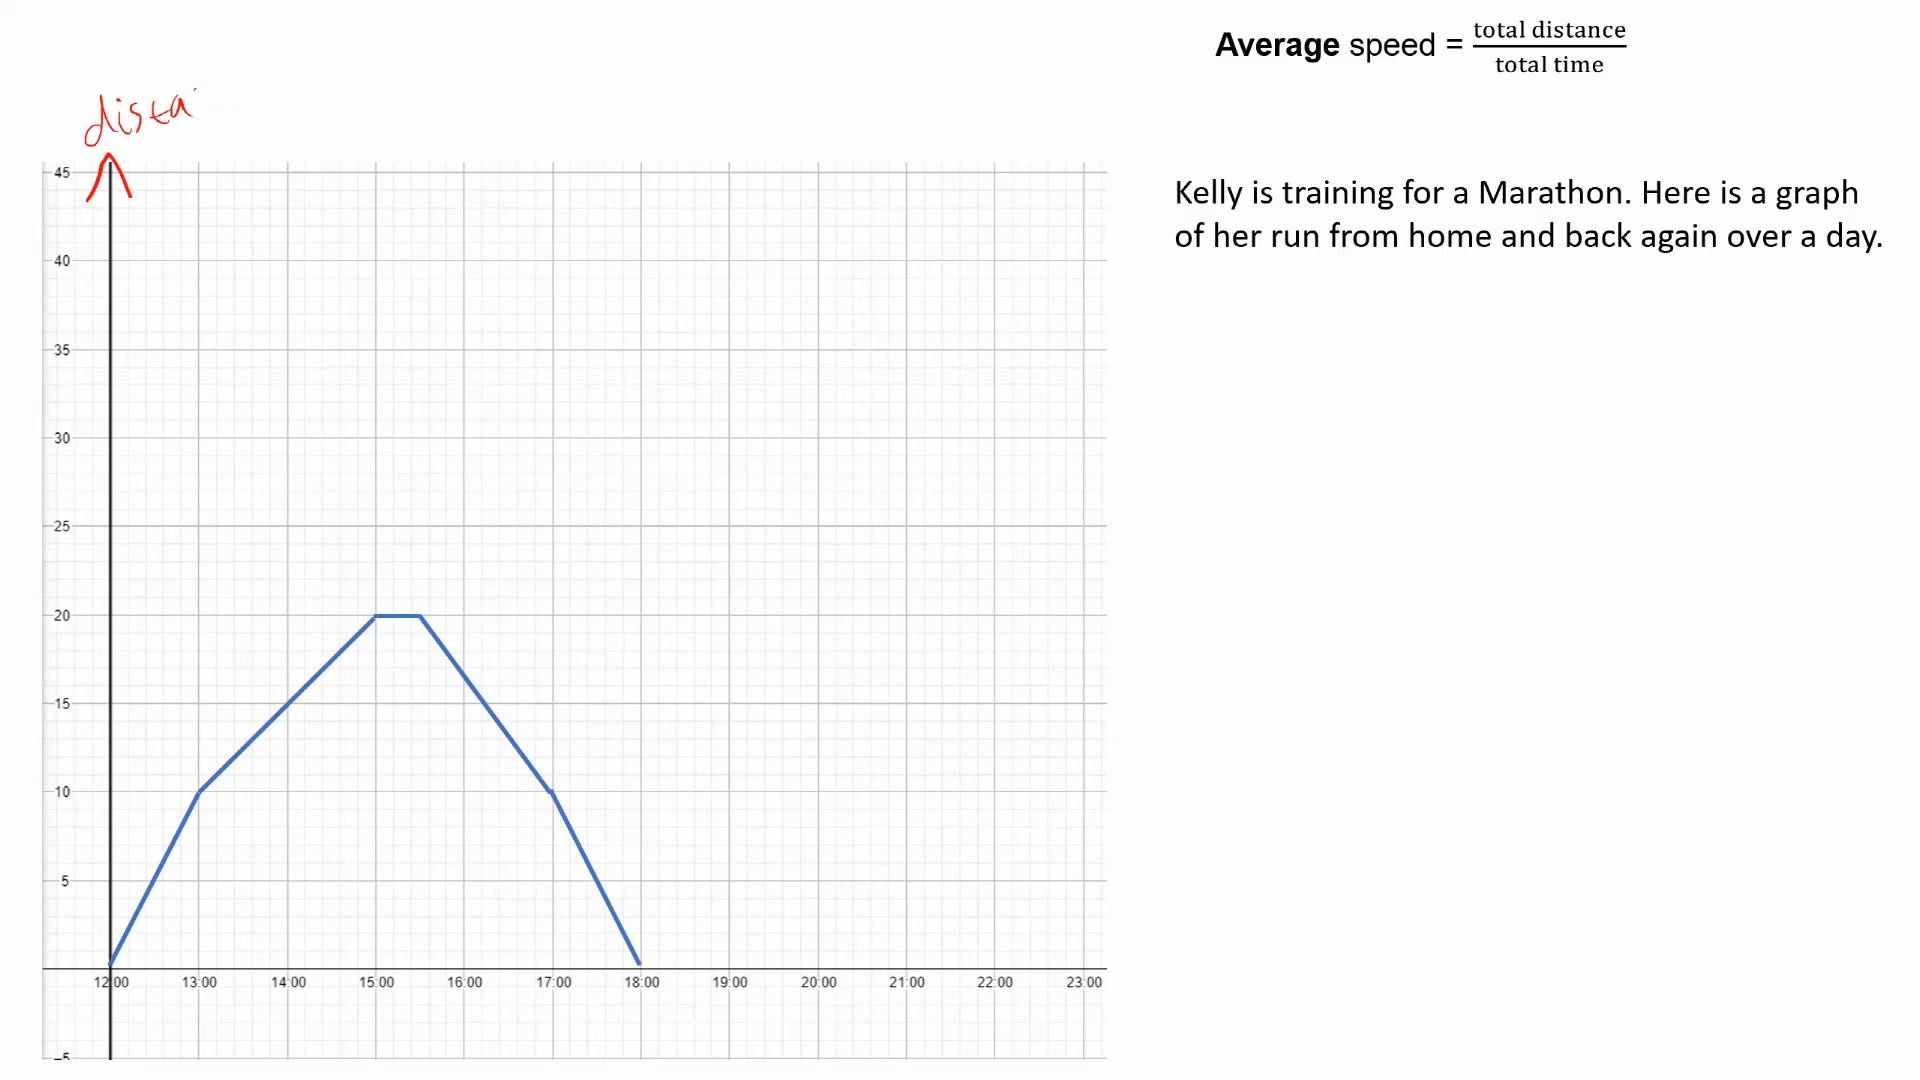 Average speed = total distance
total time
dista
Kelly is training for a Marathon. Here is a graph
of her run from home and back again over a day.
45
40
35
30
25
20
15
10
5
12:00 13:00 14:00 15:00 16:00 17:00 18:00 19:00 20:00 21:00 22:00 23:00
-5